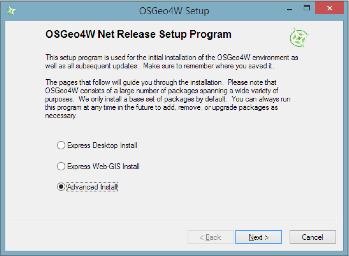 OSGeo4W Setup
OSGeo4W Net Release Setup Program
This setup program is used for the initial installation of the OSGeo4W environment as
well as all subsequent updates. Make sure to remember where you saved it.
The pages that follow will guide you through the installation. Please note that
OSGeo4W consists of a large number of packages spanning a wide variety of
purposes. We only install a base set of packages by default. You can always run
this program at any time in the future to add, remove, or upgrade packages as
necessary.
Express Desktop Install
Express Web-GIS Install
Advanced Install
< Back Next > Cancel